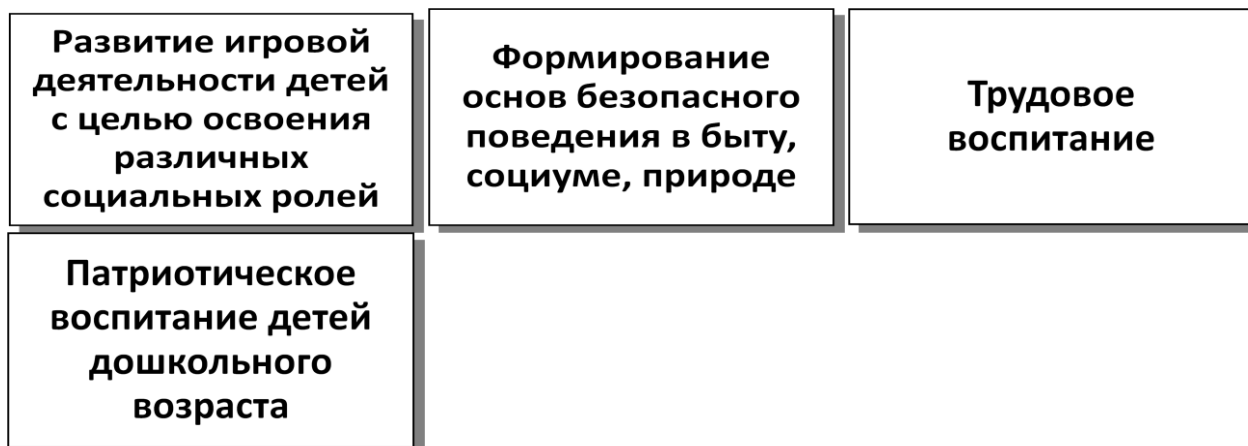 Развитие игровой
деятельности детей
с целью освоения
различных
социальных ролей
Формирование
основ безопасного
поведения в быту,
социуме, природе
Трудовое
воспитание
Патриотическое
воспитание детей
дошкольного
возраста